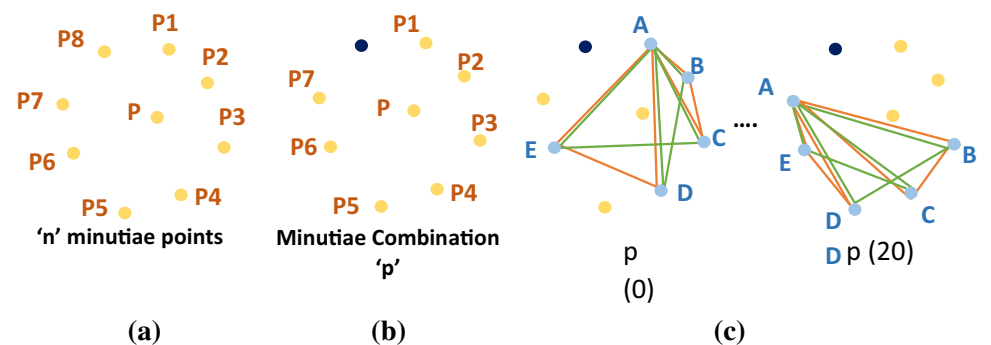 P8
P1
P2
P7
P
P3
P6
P5
P4
‘n’ minutiae points
(a)
P1
P2
P7
P
P3
P6
P5
P4
Minutiae Combination
‘p’
(b)
A
B
E
C
D
p
(0)
....
A
E
B
D
C
D p (20)
(c)